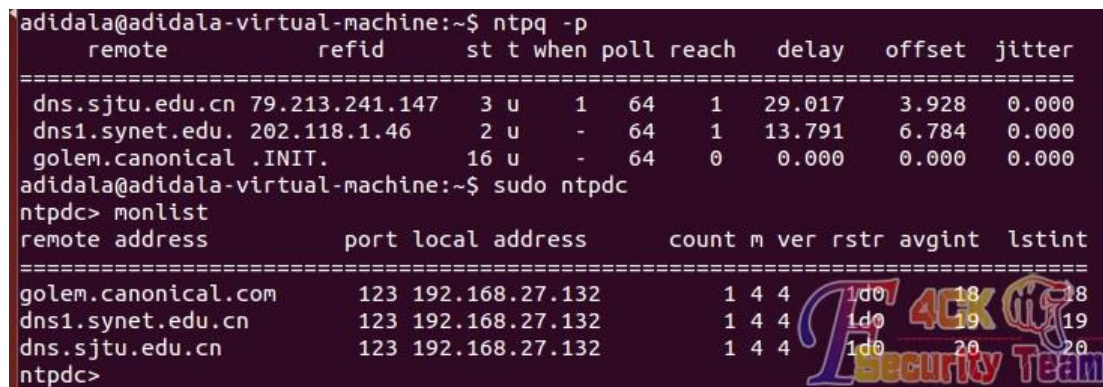 adidala@adidala-virtual-machine:~$ ntpq -p
remote refid st t when poll reach delay offset jitter
==============================================================================
dns.sjtu.edu.cn 79.213.241.147 3 u 1 64 1 29.017 3.928 0.000
dns1.synet.edu. 202.118.1.46 2 u - 64 1 13.791 6.784 0.000
golem.canonical .INIT. 16 u - 64 0 0.000 0.000 0.000
adidala@adidala-virtual-machine:~$ sudo ntpdc
ntpdc> monlist
remote address port local address count m ver rstr avgint lstint
===============================================================================
golem.canonical.com 123 192.168.27.132 1 4 4 1d0 18 18
dns1.synet.edu.cn 123 192.168.27.132 1 4 4 1d0 19 19
dns.sjtu.edu.cn 123 192.168.27.132 1 4 4 1d0 20 20
ntpdc>
F4CK
Security Team